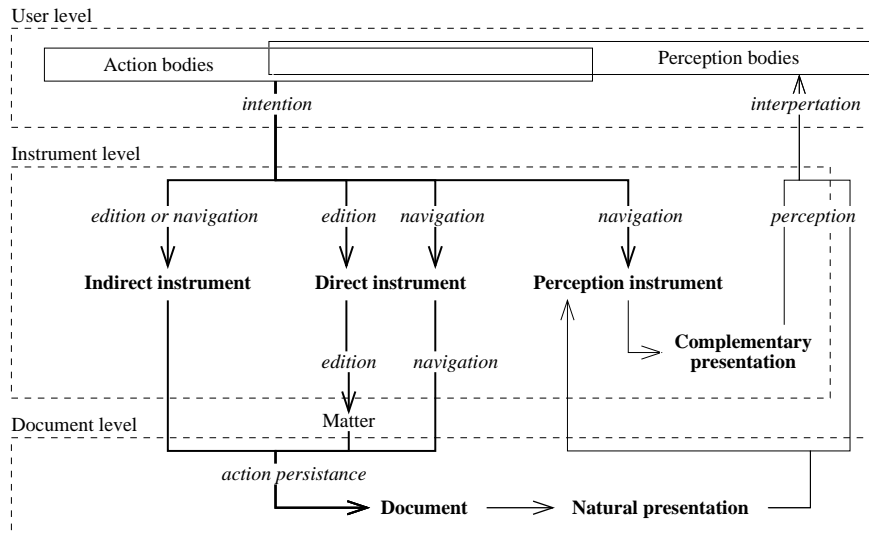 User level
Action bodies
Perception bodies
intention
interpertation
Instrument level
edition or navigation
edition
navigation
navigation
perception
Indirect instrument
Direct instrument
Perception instrument
Complementary
presentation
edition
navigation
Matter
Document level
action persistance
Document
Natural presentation